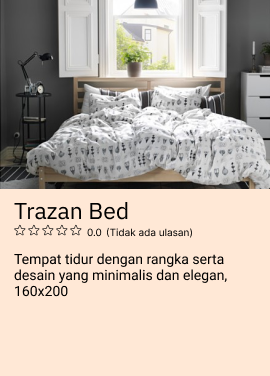 Trazan Bed
0.0 (Tidak ada ulasan)
Tempat tidur dengan rangka serta
desain yang minimalis dan elegan,
160x200